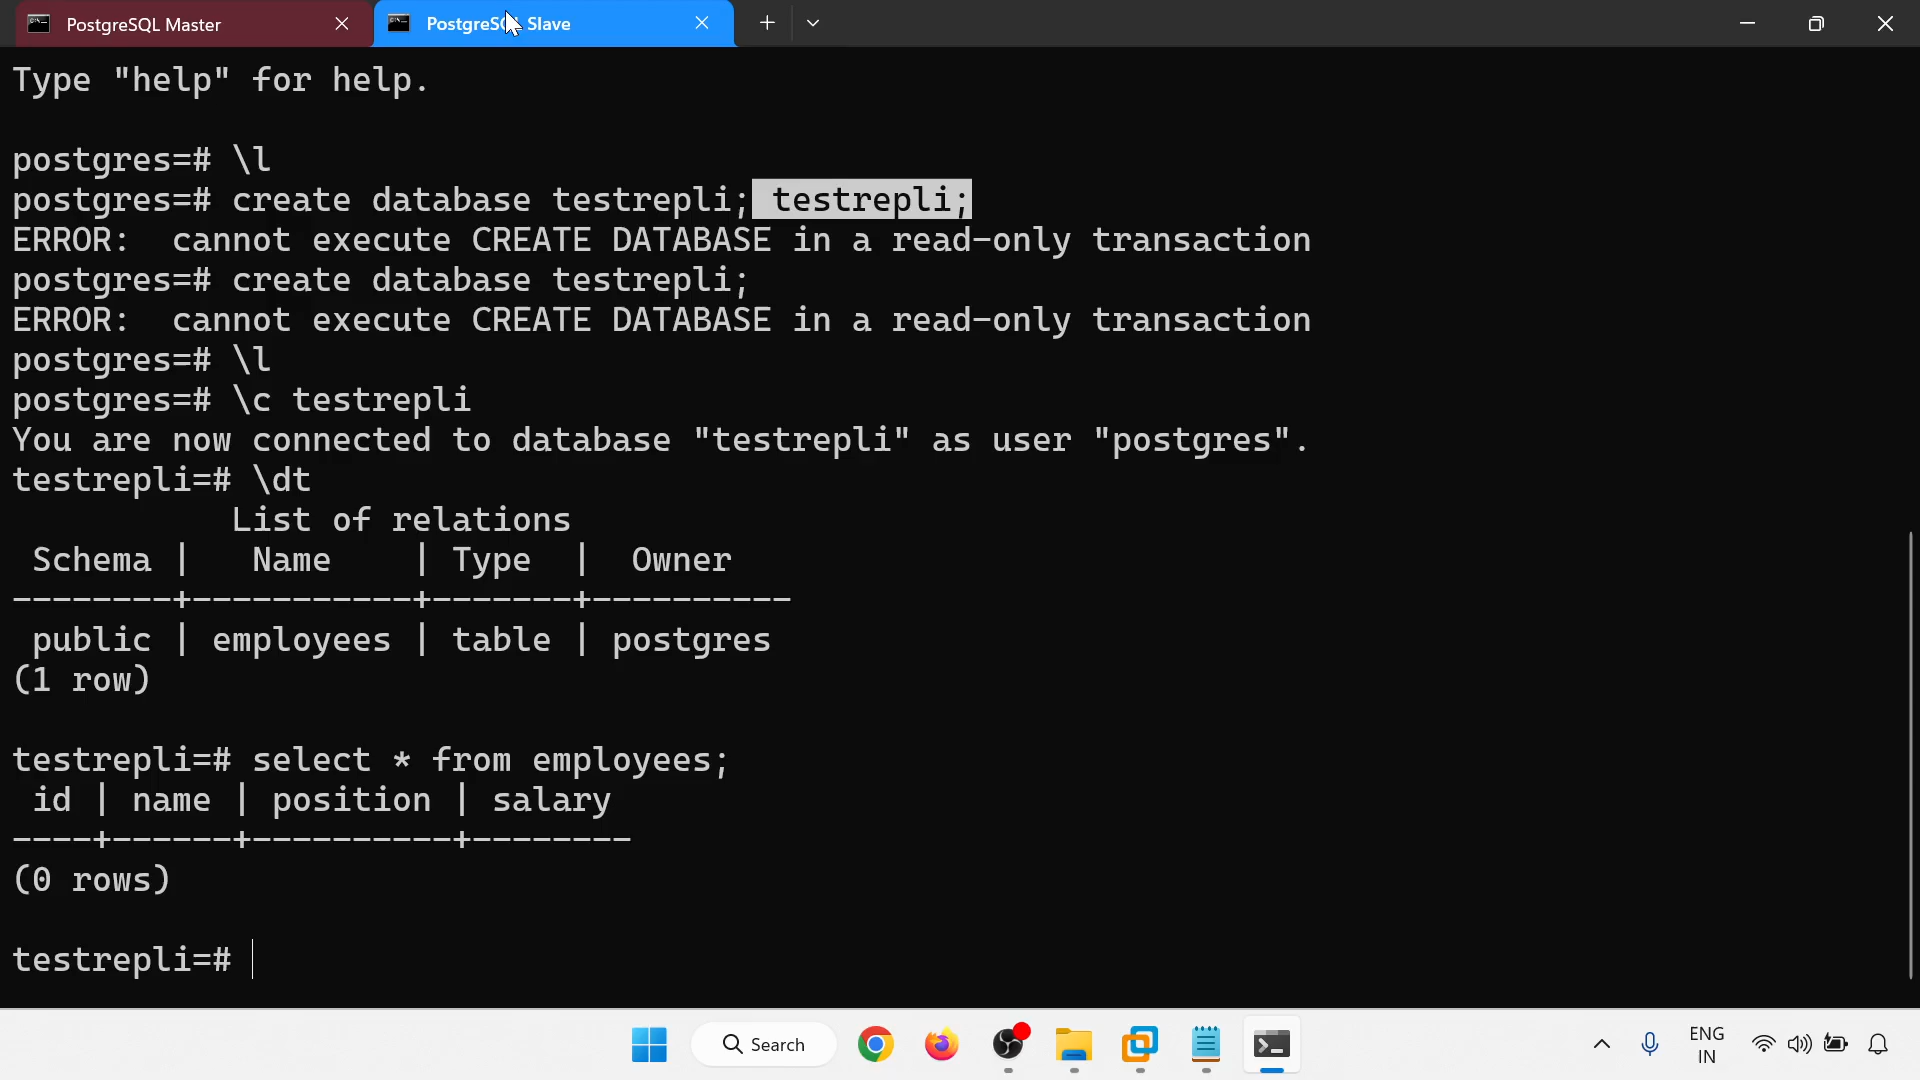 PostgreSQL Master
PostgreSQL Slave
Type "help" for help.
postgres=# \l
postgres=# create database testrepli; testrepli;
ERROR:  cannot execute CREATE DATABASE in a read-only transaction
postgres=# create database testrepli;
ERROR:  cannot execute CREATE DATABASE in a read-only transaction
postgres=# \l
postgres=# \c testrepli
You are now connected to database "testrepli" as user "postgres".
testrepli=# \dt
           List of relations
 Schema |   Name    | Type  |  Owner
--------+-----------+-------+----------
 public | employees | table | postgres
(1 row)
testrepli=# select * from employees;
 id | name | position | salary
----+------+----------+--------
(0 rows)
testrepli=#
Search
ENG
IN